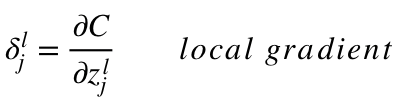 δ_j^l = ∂C / ∂z_j^l local gradient